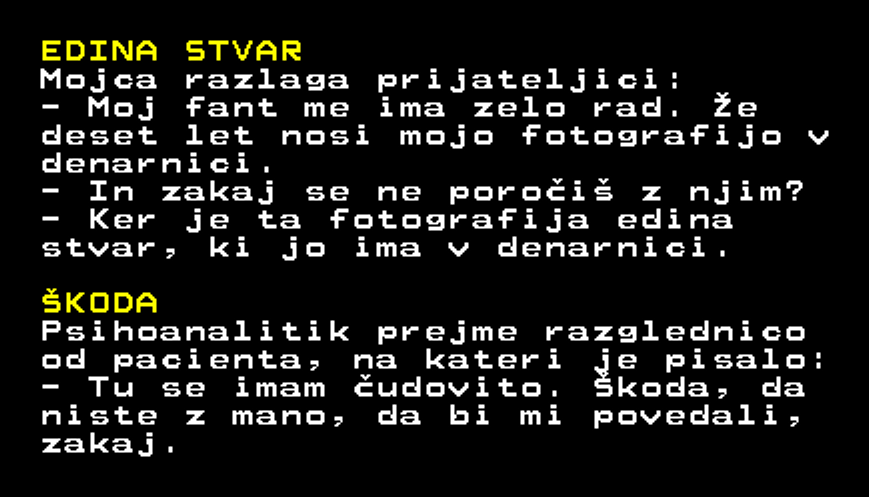 EDINA STVAR
Mojca razlaga prijateljici:
- Moj fant me ima zelo rad. Že
deset let nosi mojo fotografijo v
denarnici.
- In zakaj se ne poročiš z njim?
- Ker je ta fotografija edina
stvar, ki jo ima v denarnici.
ŠKODA
Psihoanalitik prejme razglednico
od pacienta, na kateri je pisalo:
- Tu se imam čudovito. Škoda, da
niste z mano, da bi mi povedali,
zakaj.